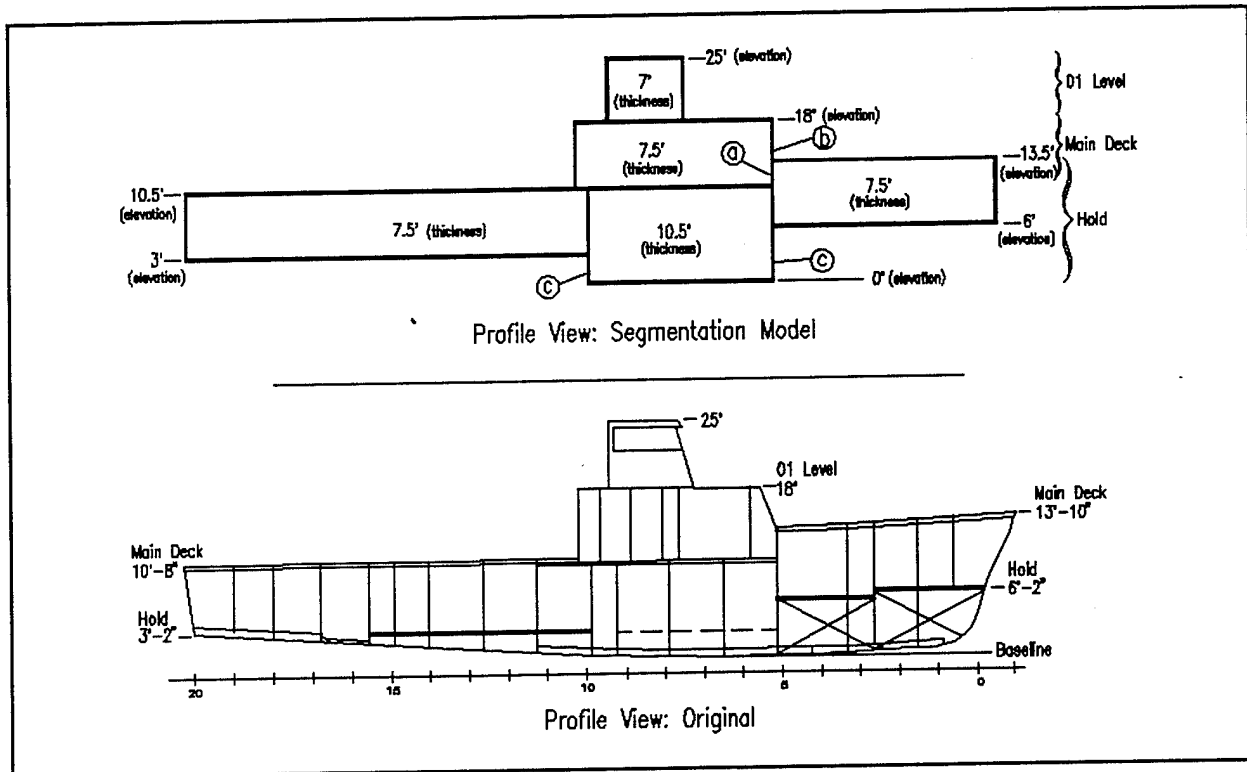 25' (elevation)
7'
(thickness)
01 Level
18' (elevation)
b
Main Deck
7.5'
(thickness)
a
13.5'
(elevation)
10.5'
(elevation)
7.5'
(thickness)
7.5' (thickness)
10.5'
(thickness)
6'
(elevation)
Hold
3'
(elevation)
c
c
0' (elevation)
Profile View: Segmentation Model
25'
01 Level
18'
Main Deck
13'-10"
Main Deck
10'-8"
Hold
6'-2"
Hold
3'-2"
Baseline
20 15 10 5 0
Profile View: Original